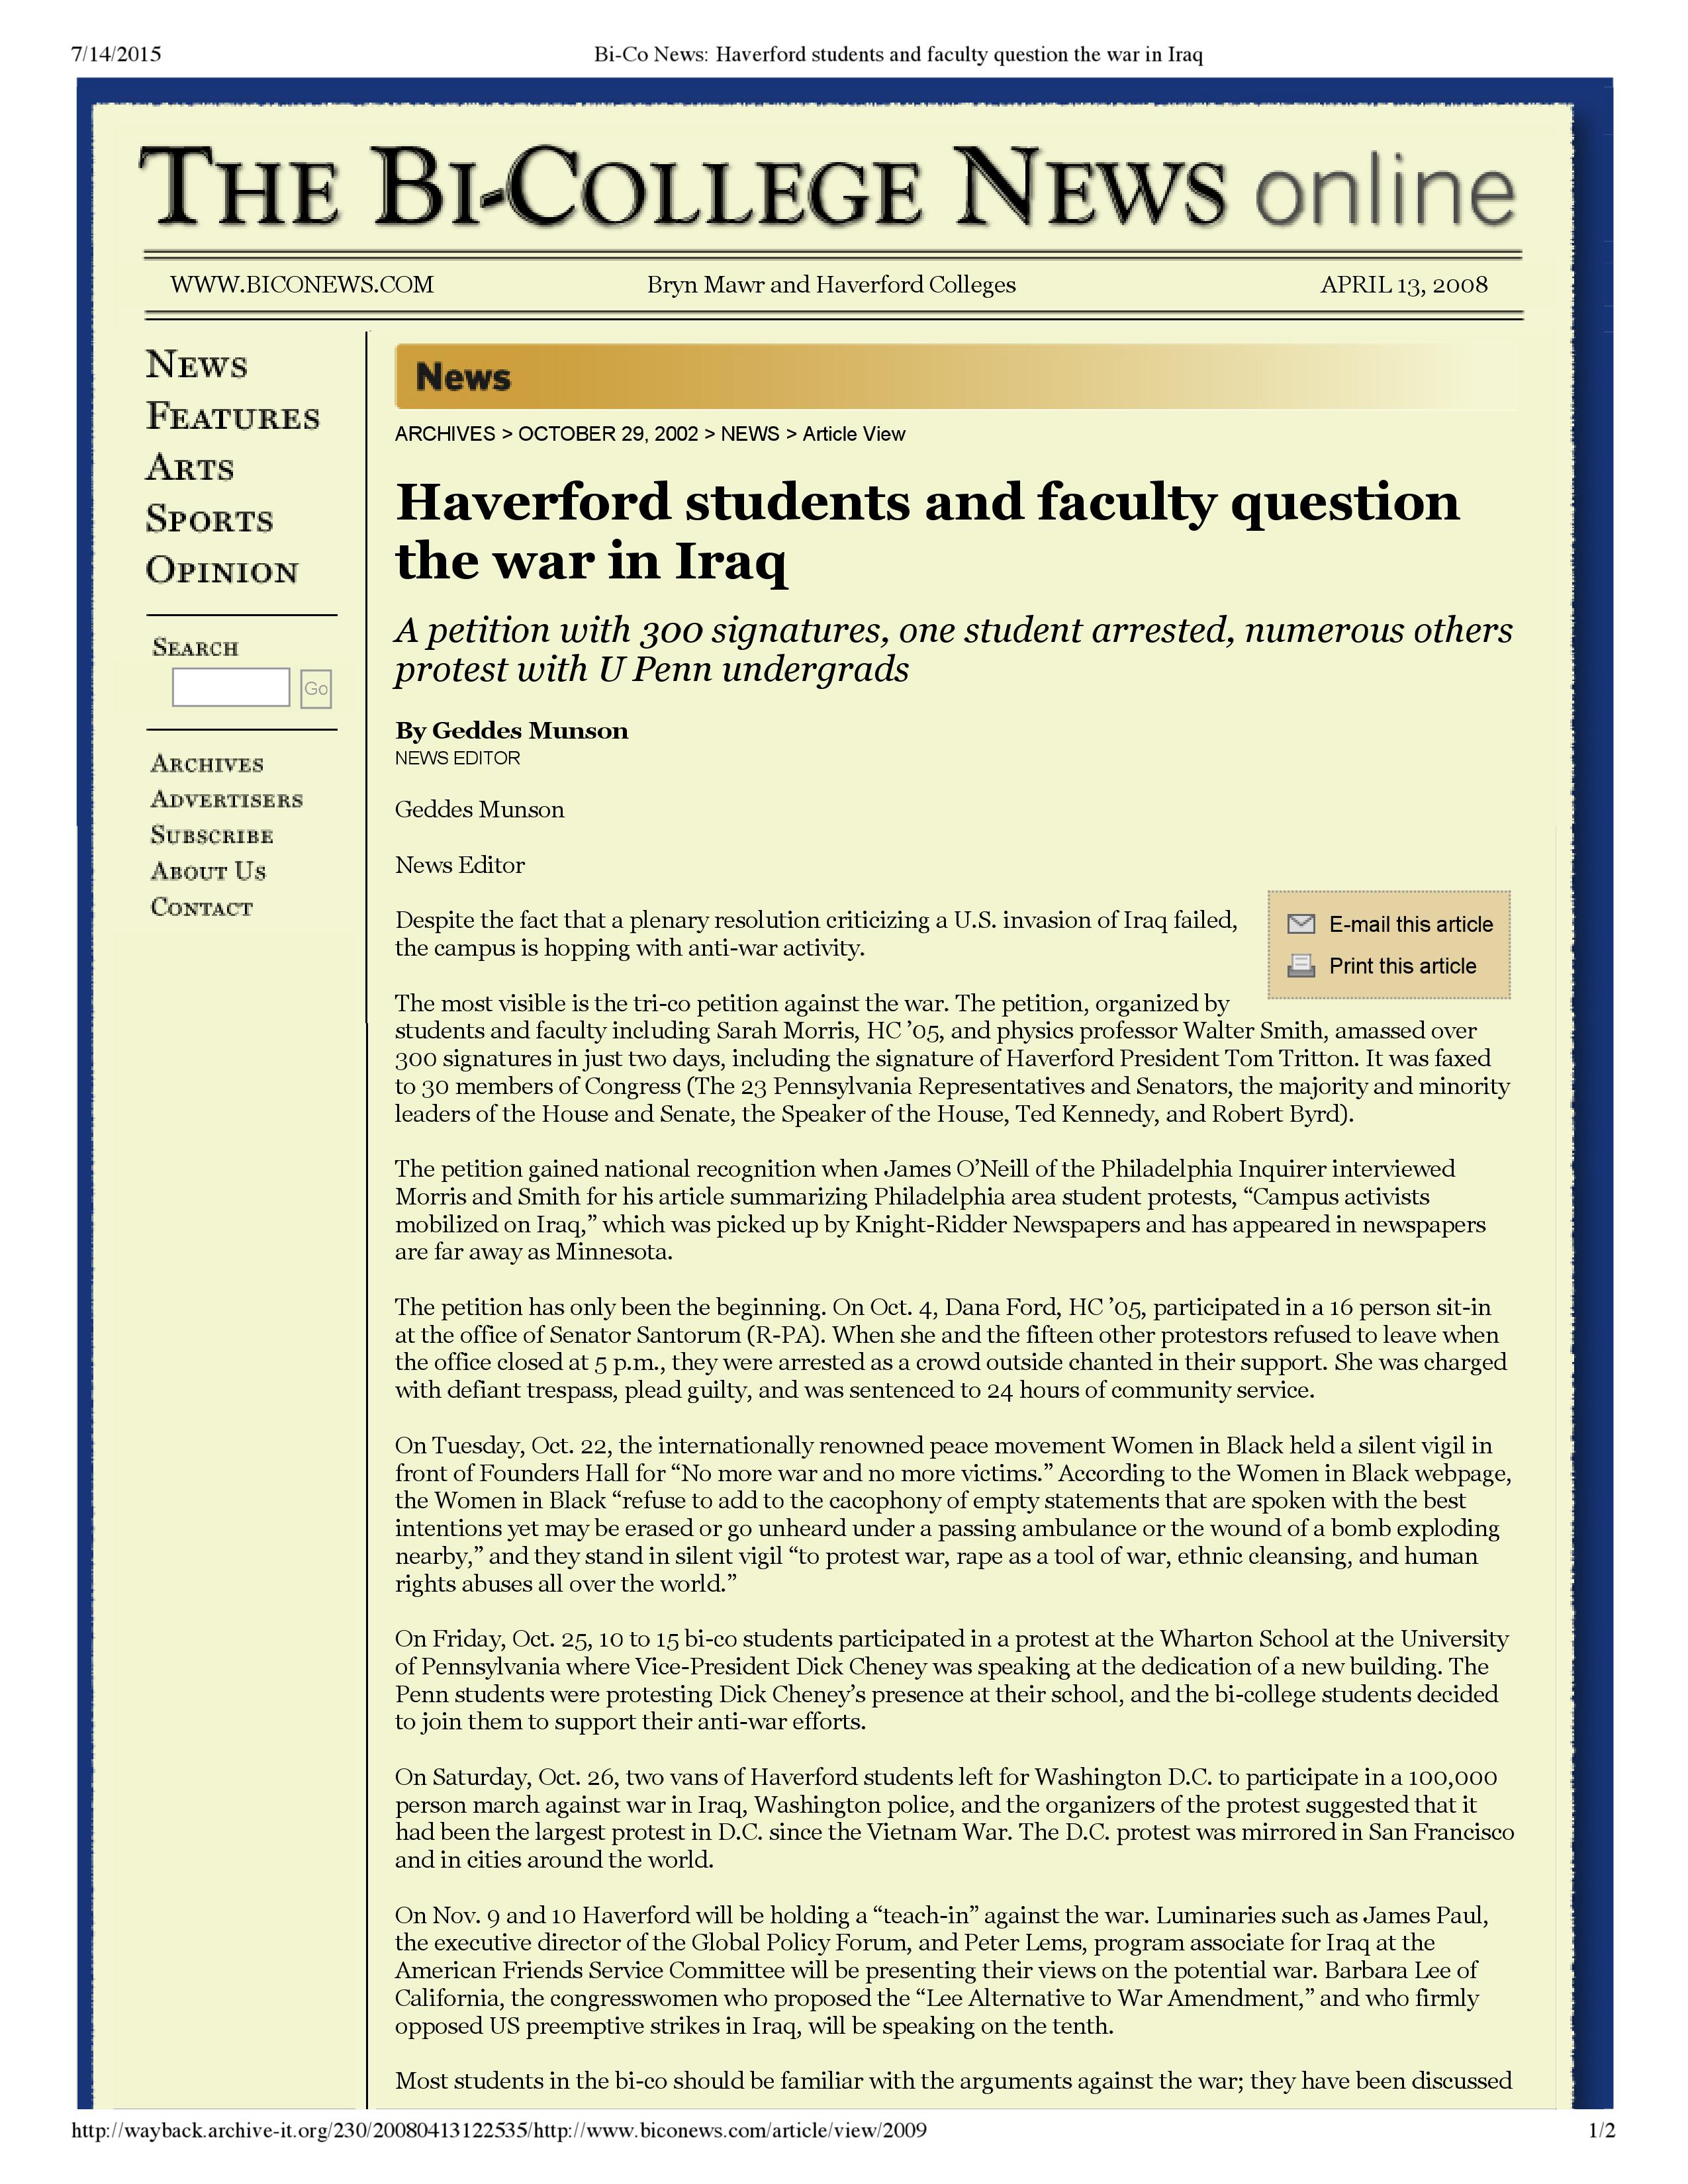 7/14/2015 Bi-Co News: Haverford students and faculty question the war in Iraq
THE BI-COLLEGE NEWS online
WWW.BICONEWS.COM Bryn Mawr and Haverford Colleges APRIL 13, 2008
NEWS
FEATURES
ARTS
SPORTS
OPINION
SEARCH
Go
ARCHIVES
ADVERTISERS
SUBSCRIBE
ABOUT US
CONTACT
News
ARCHIVES > OCTOBER 29, 2002 > NEWS > Article View
Haverford students and faculty question
the war in Iraq
A petition with 300 signatures, one student arrested, numerous others
protest with U Penn undergrads
By Geddes Munson
NEWS EDITOR
Geddes Munson
News Editor
E-mail this article
Print this article
Despite the fact that a plenary resolution criticizing a U.S. invasion of Iraq failed,
the campus is hopping with anti-war activity.
The most visible is the tri-co petition against the war. The petition, organized by
students and faculty including Sarah Morris, HC ’05, and physics professor Walter Smith, amassed over
300 signatures in just two days, including the signature of Haverford President Tom Tritton. It was faxed
to 30 members of Congress (The 23 Pennsylvania Representatives and Senators, the majority and minority
leaders of the House and Senate, the Speaker of the House, Ted Kennedy, and Robert Byrd).
The petition gained national recognition when James O’Neill of the Philadelphia Inquirer interviewed
Morris and Smith for his article summarizing Philadelphia area student protests, “Campus activists
mobilized on Iraq,” which was picked up by Knight-Ridder Newspapers and has appeared in newspapers
are far away as Minnesota.
The petition has only been the beginning. On Oct. 4, Dana Ford, HC ’05, participated in a 16 person sit-in
at the office of Senator Santorum (R-PA). When she and the fifteen other protestors refused to leave when
the office closed at 5 p.m., they were arrested as a crowd outside chanted in their support. She was charged
with defiant trespass, plead guilty, and was sentenced to 24 hours of community service.
On Tuesday, Oct. 22, the internationally renowned peace movement Women in Black held a silent vigil in
front of Founders Hall for “No more war and no more victims.” According to the Women in Black webpage,
the Women in Black “refuse to add to the cacophony of empty statements that are spoken with the best
intentions yet may be erased or go unheard under a passing ambulance or the wound of a bomb exploding
nearby,” and they stand in silent vigil “to protest war, rape as a tool of war, ethnic cleansing, and human
rights abuses all over the world.”
On Friday, Oct. 25, 10 to 15 bi-co students participated in a protest at the Wharton School at the University
of Pennsylvania where Vice-President Dick Cheney was speaking at the dedication of a new building. The
Penn students were protesting Dick Cheney’s presence at their school, and the bi-college students decided
to join them to support their anti-war efforts.
On Saturday, Oct. 26, two vans of Haverford students left for Washington D.C. to participate in a 100,000
person march against war in Iraq, Washington police, and the organizers of the protest suggested that it
had been the largest protest in D.C. since the Vietnam War. The D.C. protest was mirrored in San Francisco
and in cities around the world.
On Nov. 9 and 10 Haverford will be holding a “teach-in” against the war. Luminaries such as James Paul,
the executive director of the Global Policy Forum, and Peter Lems, program associate for Iraq at the
American Friends Service Committee will be presenting their views on the potential war. Barbara Lee of
California, the congresswomen who proposed the “Lee Alternative to War Amendment,” and who firmly
opposed US preemptive strikes in Iraq, will be speaking on the tenth.
Most students in the bi-co should be familiar with the arguments against the war; they have been discussed
http://wayback.archive-it.org/230/20080413122535/http://www.biconews.com/article/view/2009 1/2